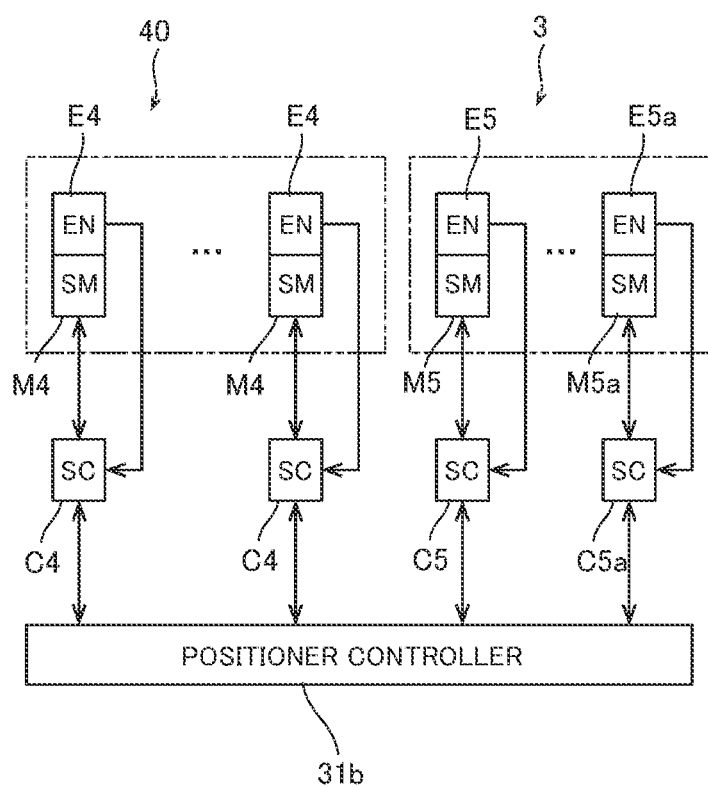 40 3
E4 E4 E5 E5a
EN EN EN EN
... ...
SM SM SM SM
M4 M4 M5 M5a
SC SC SC SC
C4 C4 C5 C5a
POSITIONER CONTROLLER
31b